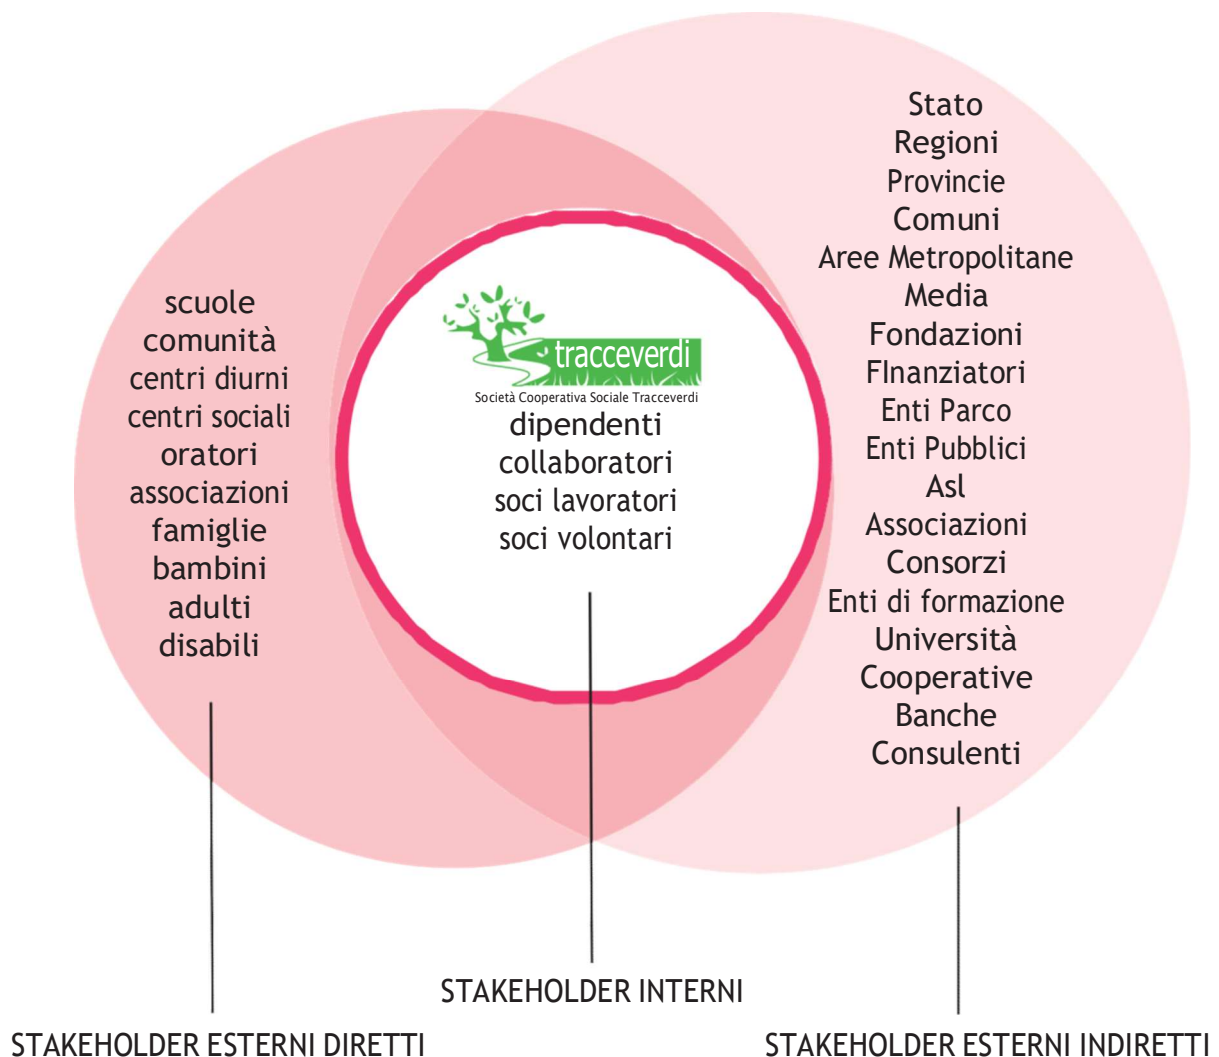 scuole
comunità
centri diurni
centri sociali
oratori
associazioni
famiglie
bambini
adulti
disabili
tracceverdi
Società Cooperativa Sociale Tracceverdi
dipendenti
collaboratori
soci lavoratori
soci volontari
Stato
Regioni
Provincie
Comuni
Aree Metropolitane
Media
Fondazioni
FInanziatori
Enti Parco
Enti Pubblici
Asl
Associazioni
Consorzi
Enti di formazione
Università
Cooperative
Banche
Consulenti
STAKEHOLDER INTERNI
STAKEHOLDER ESTERNI DIRETTI
STAKEHOLDER ESTERNI INDIRETTI